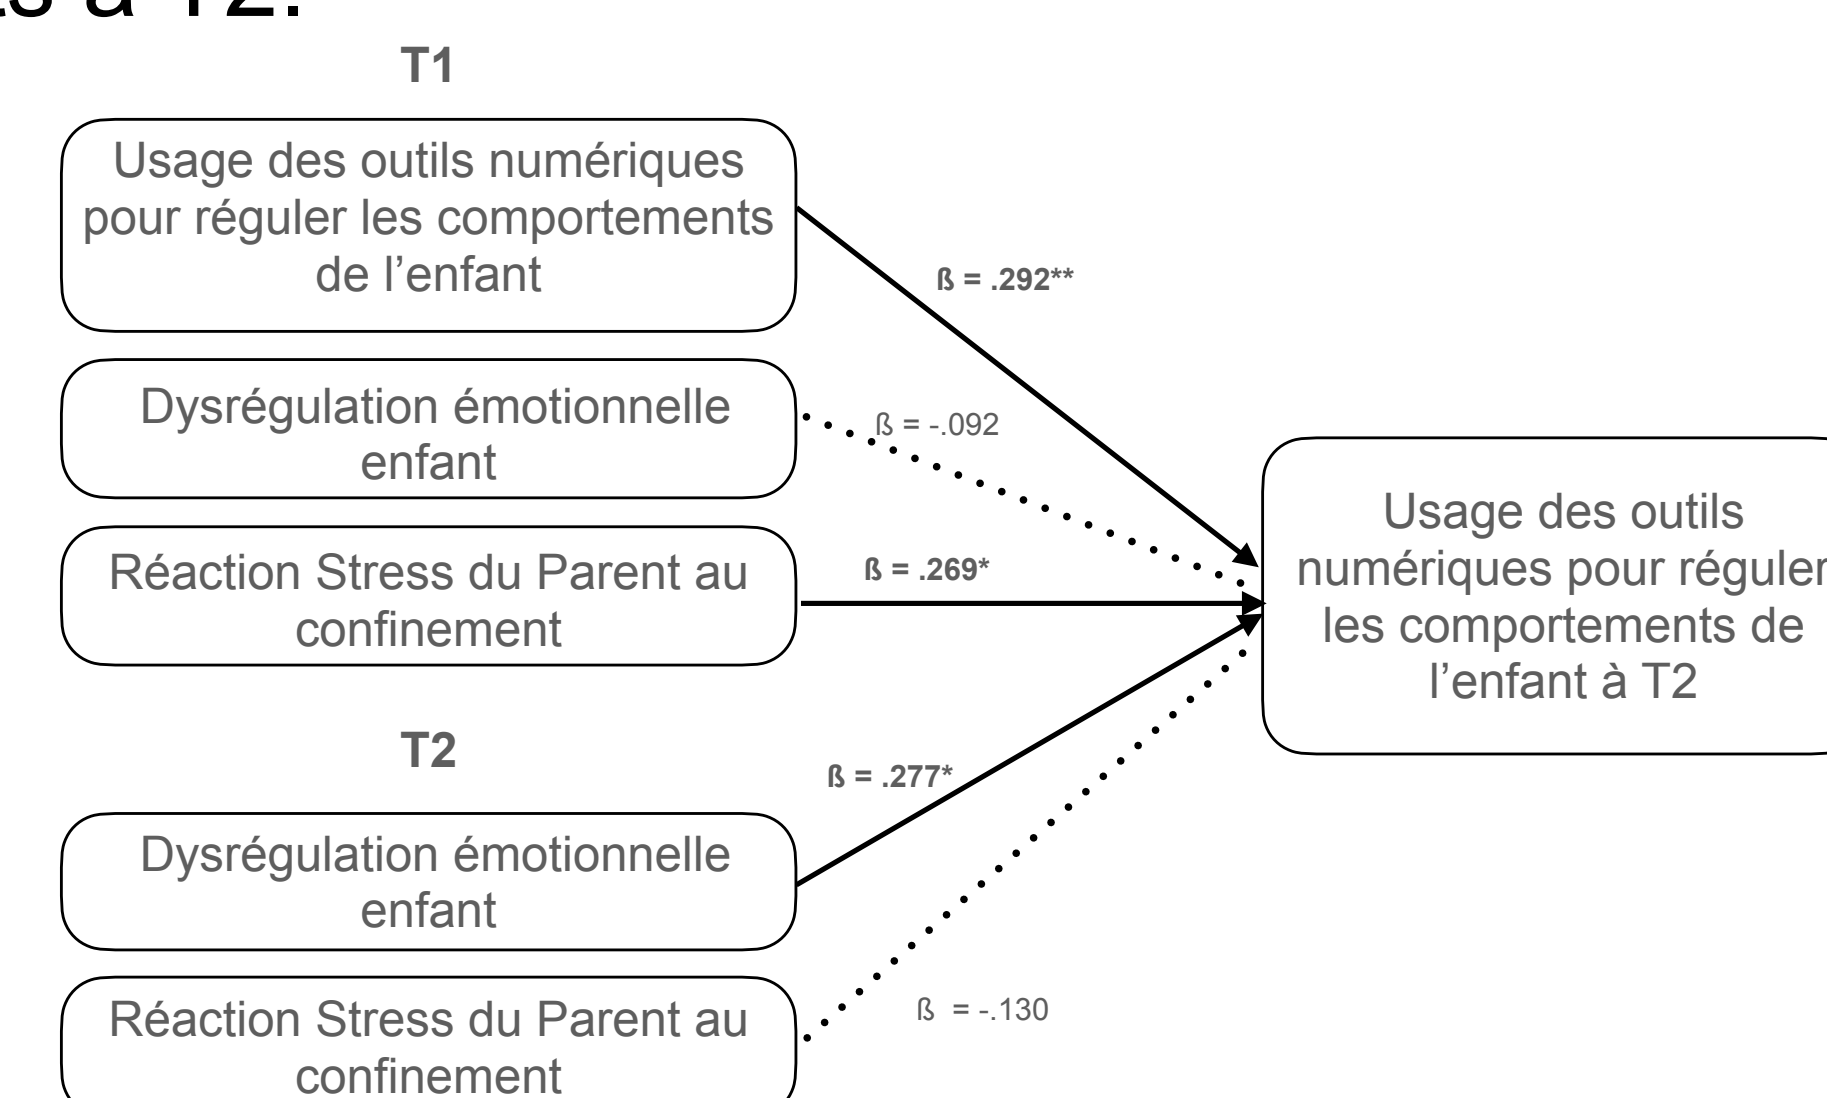 à T2.
T1
Usage des outils numériques
pour réguler les comportements
de l’enfant
ß = .292**
Dysrégulation émotionnelle
enfant
ß = -.092
Réaction Stress du Parent au
confinement
ß = .269*
Usage des outils
numériques pour réguler
les comportements de
l’enfant à T2
T2
ß = .277*
Dysrégulation émotionnelle
enfant
Réaction Stress du Parent au
confinement
ß = -.130